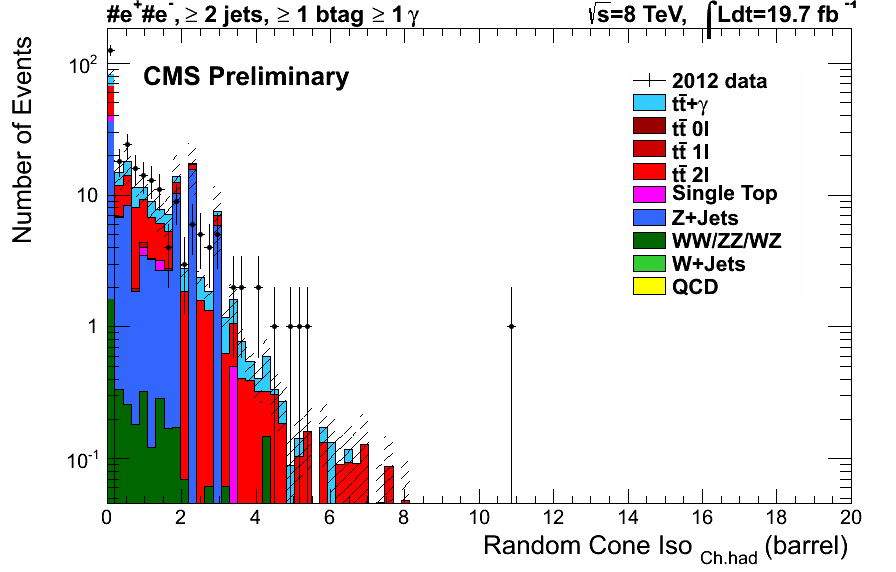 #e⁺#e⁻, ≥ 2 jets, ≥ 1 btag ≥ 1 γ
√s=8 TeV, ∫Ldt=19.7 fb⁻¹
CMS Preliminary
2012 data
tt̄+γ
tt̄ 0l
tt̄ 1l
tt̄ 2l
Single Top
Z+Jets
WW/ZZ/WZ
W+Jets
QCD
Number of Events
10²
10
1
10⁻¹
0 2 4 6 8 10 12 14 16 18 20
Random Cone Iso Ch.had (barrel)